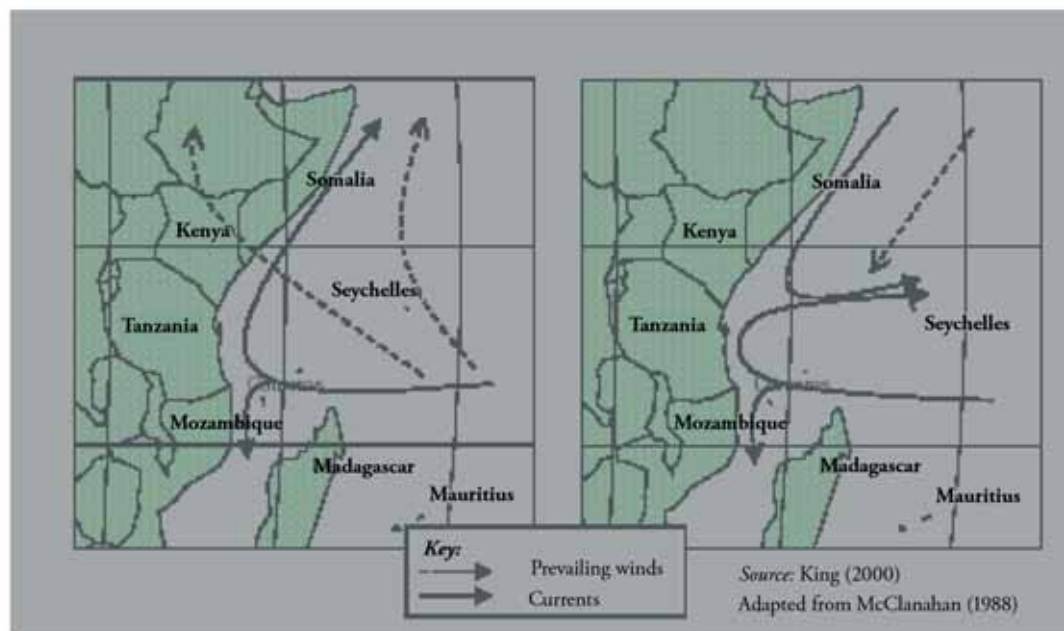 Somalia
Kenya
Seychelles
Tanzania
Mozambique
Madagascar
Mauritius
Somalia
Kenya
Seychelles
Tanzania
Mozambique
Madagascar
Mauritius
Key:
Prevailing winds
Currents
Source: King (2000)
Adapted from McClanahan (1988)